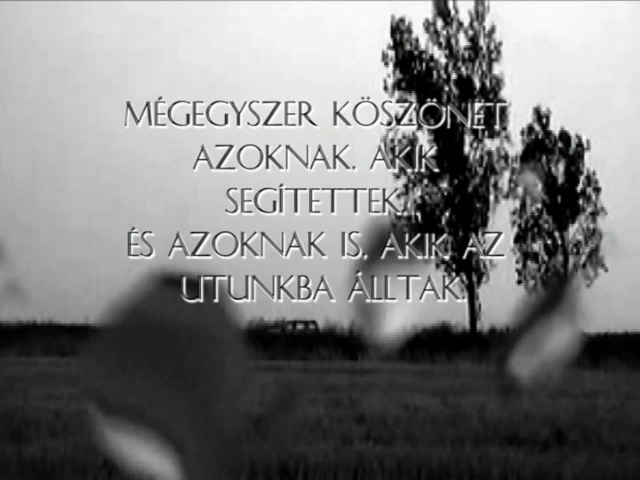 MÉGEGYSZER KÖSZÖNET
AZOKNAK, AKIK
SEGÍTETTEK,
ÉS AZOKNAK IS, AKIK AZ
UTUNKBA ÁLLTAK.